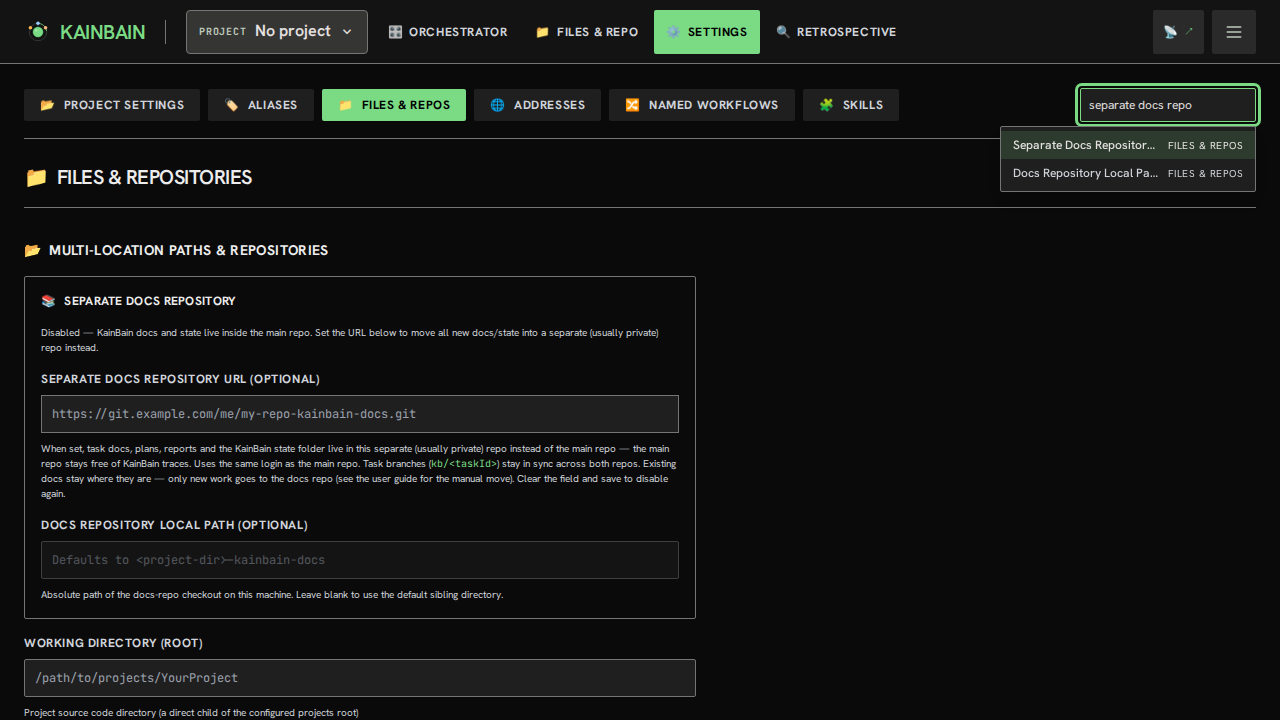 KAINBAIN
PROJECT No project
ORCHESTRATOR
FILES & REPO
SETTINGS
RETROSPECTIVE
PROJECT SETTINGS
ALIASES
FILES & REPOS
ADDRESSES
NAMED WORKFLOWS
SKILLS
separate docs repo
Separate Docs Repositor... FILES & REPOS
Docs Repository Local Pa... FILES & REPOS
FILES & REPOSITORIES
MULTI-LOCATION PATHS & REPOSITORIES
SEPARATE DOCS REPOSITORY
Disabled — KainBain docs and state live inside the main repo. Set the URL below to move all new docs/state into a separate (usually private)
repo instead.
SEPARATE DOCS REPOSITORY URL (OPTIONAL)
https://git.example.com/me/my-repo-kainbain-docs.git
When set, task docs, plans, reports and the KainBain state folder live in this separate (usually private) repo instead of the main repo — the main
repo stays free of KainBain traces. Uses the same login as the main repo. Task branches (kb/<taskId>) stay in sync across both repos. Existing
docs stay where they are — only new work goes to the docs repo (see the user guide for the manual move). Clear the field and save to disable
again.
DOCS REPOSITORY LOCAL PATH (OPTIONAL)
Defaults to <project-dir>-kainbain-docs
Absolute path of the docs-repo checkout on this machine. Leave blank to use the default sibling directory.
WORKING DIRECTORY (ROOT)
/path/to/projects/YourProject
Project source code directory (a direct child of the configured projects root)